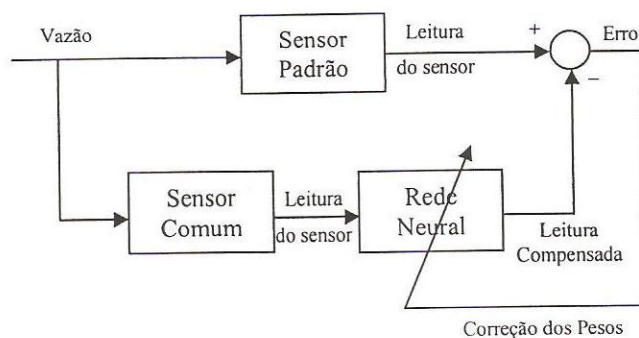 Vazão
Sensor
Padrão
Leitura
do sensor
+
−
Erro
Sensor
Comum
Leitura
do sensor
Rede
Neural
Leitura
Compensada
Correção dos Pesos